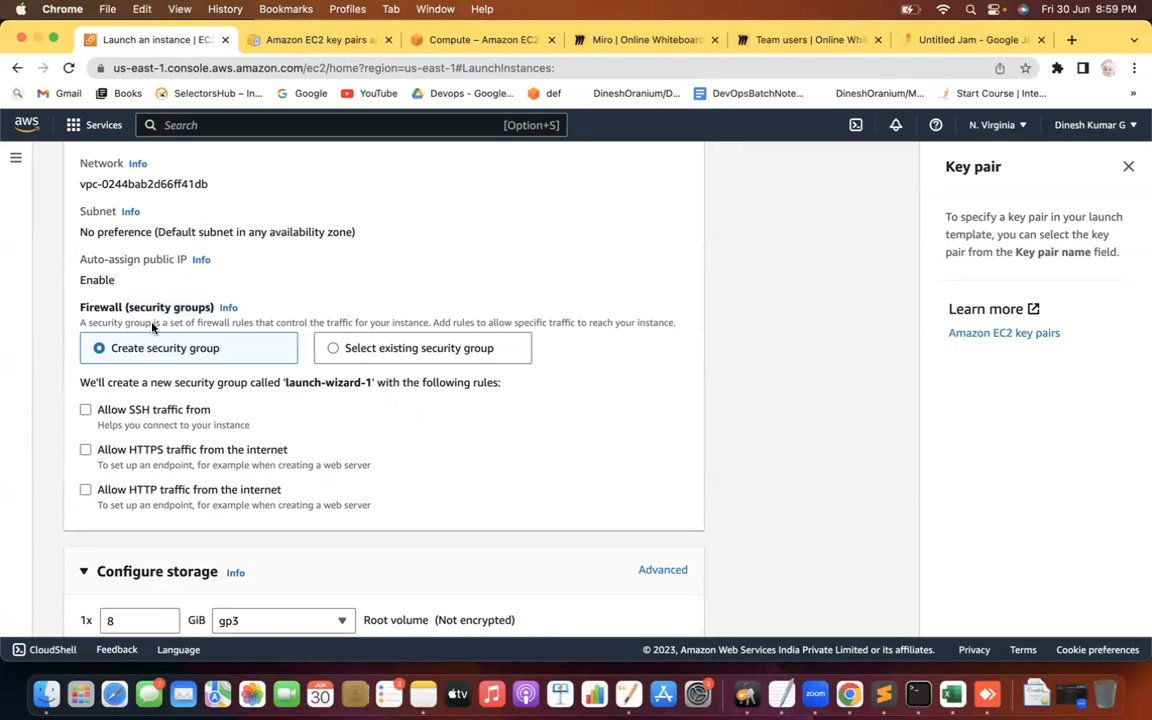 Chrome File Edit View History Bookmarks Profiles Tab Window Help Fri 30 Jun 8:59 PM
Launch an instance | EC Amazon EC2 key pairs a Compute – Amazon EC2 Miro | Online Whiteboard Team users | Online Whi Untitled Jam - Google J
us-east-1.console.aws.amazon.com/ec2/home?region=us-east-1#LaunchInstances:
Gmail Books SelectorsHub – In... Google YouTube Devops - Google... def DineshOranium/D... DevOpsBatchNote... DineshOranium/M... Start Course | Inte... »
aws Services Search [Option+S] N. Virginia Dinesh Kumar G
Network Info
vpc-0244bab2d66ff41db
Subnet Info
No preference (Default subnet in any availability zone)
Auto-assign public IP Info
Enable
Firewall (security groups) Info
A security group is a set of firewall rules that control the traffic for your instance. Add rules to allow specific traffic to reach your instance.
Create security group Select existing security group
We'll create a new security group called 'launch-wizard-1' with the following rules:
Allow SSH traffic from
Helps you connect to your instance
Allow HTTPS traffic from the internet
To set up an endpoint, for example when creating a web server
Allow HTTP traffic from the internet
To set up an endpoint, for example when creating a web server
Configure storage Info Advanced
1x 8 GiB gp3 Root volume (Not encrypted)
Key pair
To specify a key pair in your launch
template, you can select the key
pair from the Key pair name field.
Learn more
Amazon EC2 key pairs
CloudShell Feedback Language © 2023, Amazon Web Services India Private Limited or its affiliates. Privacy Terms Cookie preferences
JUN
30
tv
zoom